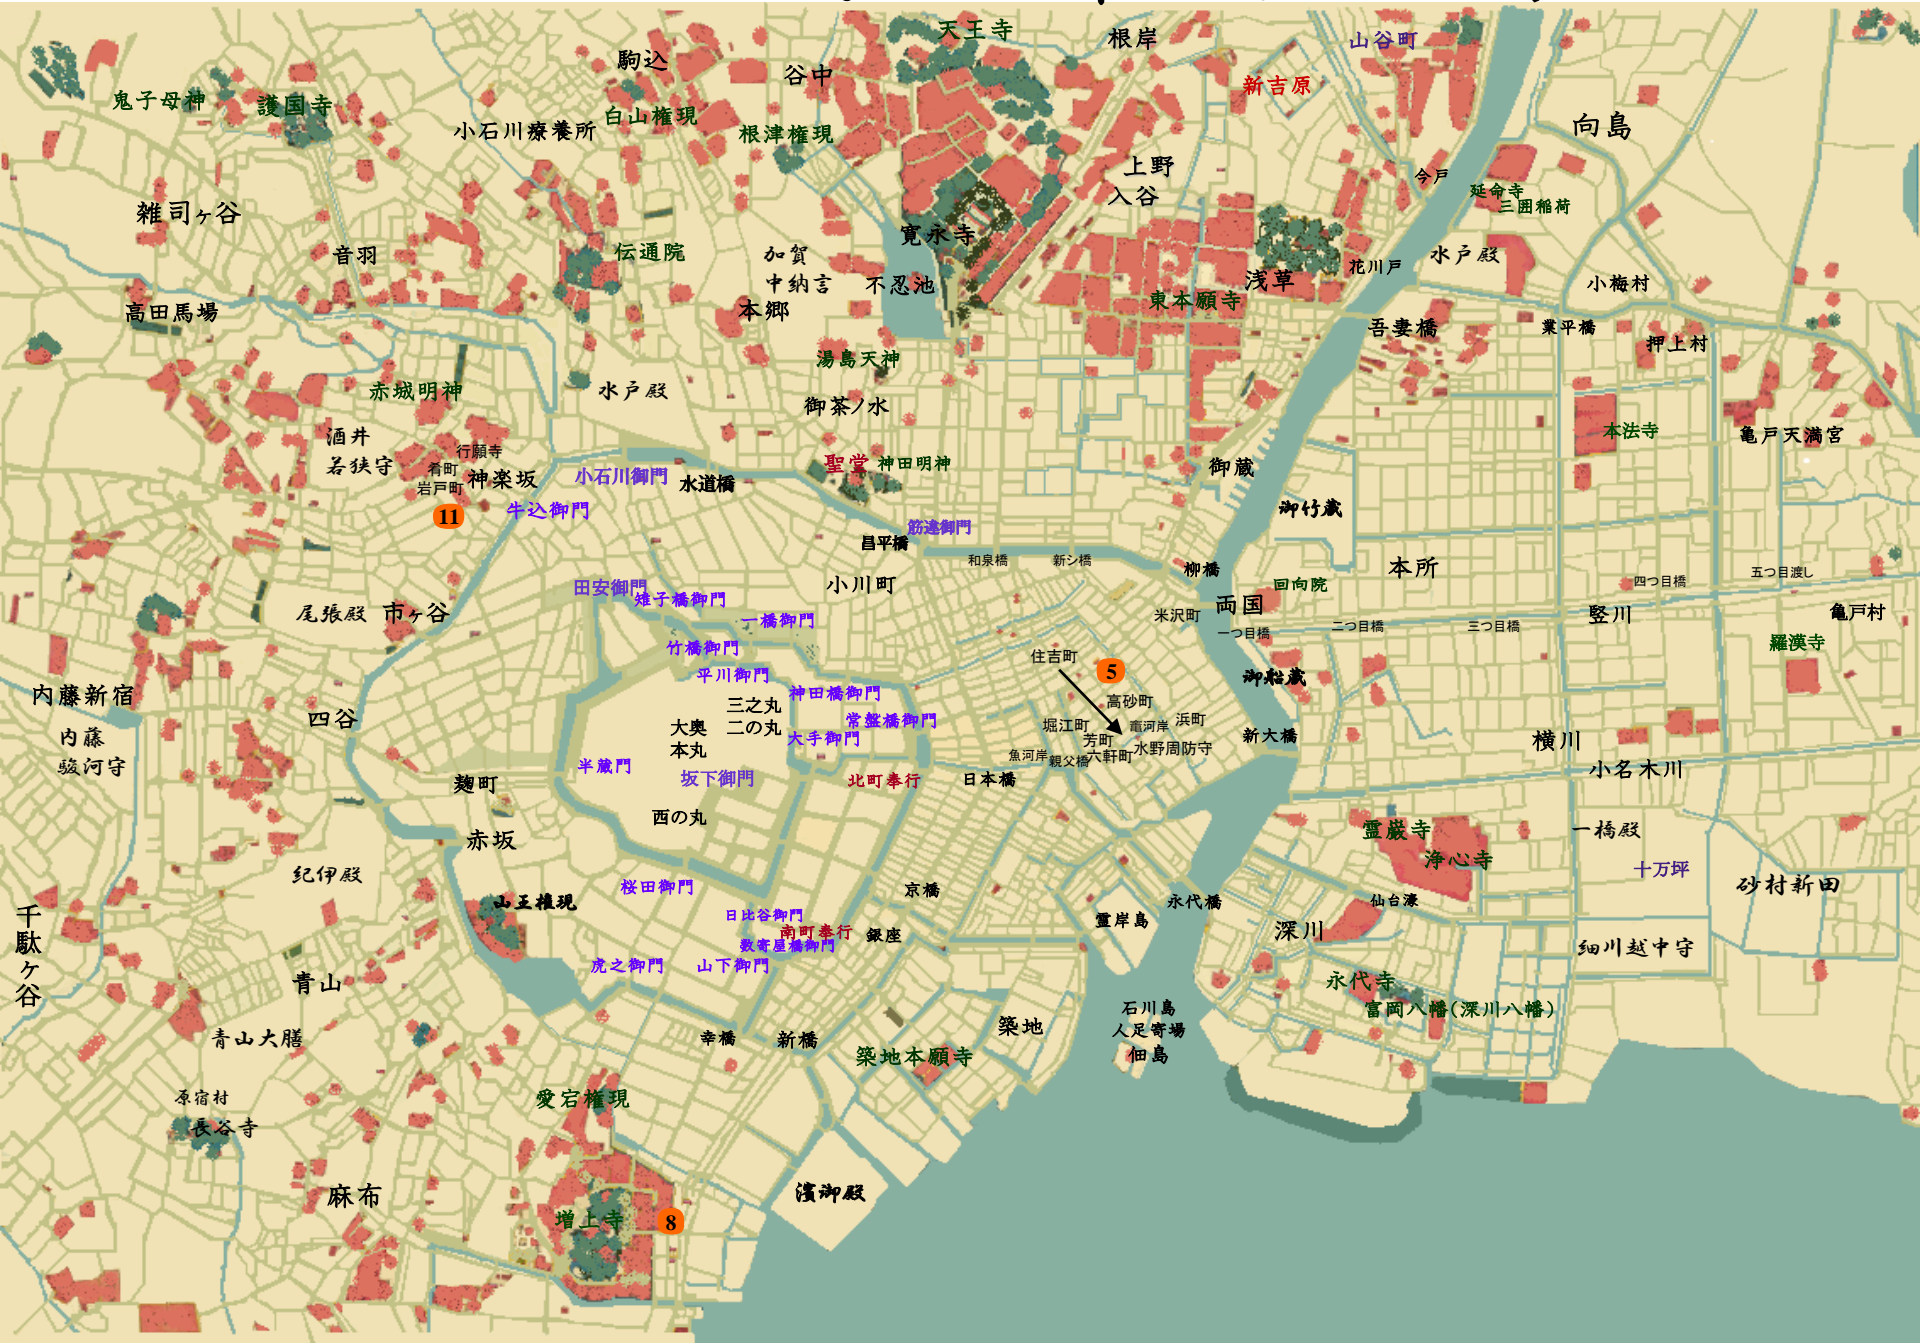 天王寺
根岸
山谷町
駒込
谷中
新吉原
鬼子母神
護国寺
白山権現
小石川療養所
根津権現
向島
上野
入谷
今戸
延命寺
三囲稲荷
雑司ヶ谷
音羽
伝通院
加賀
中納言
寛永寺
不忍池
本郷
浅草
花川戸
水戸殿
小梅村
東本願寺
高田馬場
吾妻橋
業平橋
押上村
湯島天神
赤城明神
水戸殿
御茶ノ水
酒井
若狭守
行願寺
肴町
岩戸町
神楽坂
11
牛込御門
小石川御門
水道橋
聖堂
神田明神
御蔵
本法寺
亀戸天満宮
御竹蔵
筋違御門
昌平橋
和泉橋
新シ橋
柳橋
本所
小川町
回向院
四つ目橋
五つ目渡し
田安御門
雉子橋御門
一橋御門
尾張殿
市ヶ谷
米沢町
両国
一つ目橋
二つ目橋
三つ目橋
竪川
亀戸村
羅漢寺
竹橋御門
平川御門
神田橋御門
住吉町
5
御船蔵
内藤新宿
四谷
三之丸
二の丸
大奥
本丸
常盤橋御門
大手御門
高砂町
堀江町
竃河岸
浜町
芳町
六軒町
水野周防守
魚河岸
親父橋
新大橋
横川
小名木川
内藤
駿河守
半蔵門
坂下御門
北町奉行
日本橋
麹町
西の丸
赤坂
霊巌寺
浄心寺
一橋殿
十万坪
砂村新田
紀伊殿
桜田御門
京橋
山王権現
日比谷御門
南町奉行
数寄屋橋御門
銀座
霊岸島
永代橋
仙台濠
深川
細川越中守
千駄ヶ谷
虎之御門
山下御門
青山
永代寺
富岡八幡(深川八幡)
石川島
人足寄場
佃島
青山大膳
幸橋
新橋
築地
築地本願寺
原宿村
長谷寺
愛宕権現
麻布
増上寺
8
濱御殿